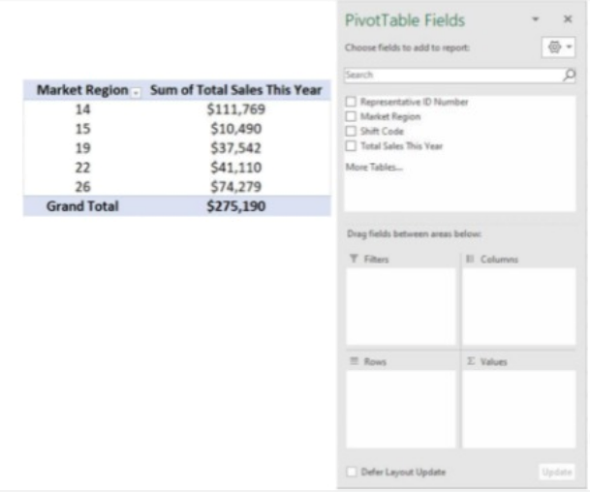 PivotTable Fields
Choose fields to add to report:
Search
Market Region Sum of Total Sales This Year
14 $111,769
15 $10,490
19 $37,542
22 $41,110
26 $74,279
Grand Total $275,190
Representative ID Number
Market Region
Shift Code
Total Sales This Year
More Tables...
Drag fields between areas below:
Filters
Columns
Rows
Σ Values
Defer Layout Update
Update